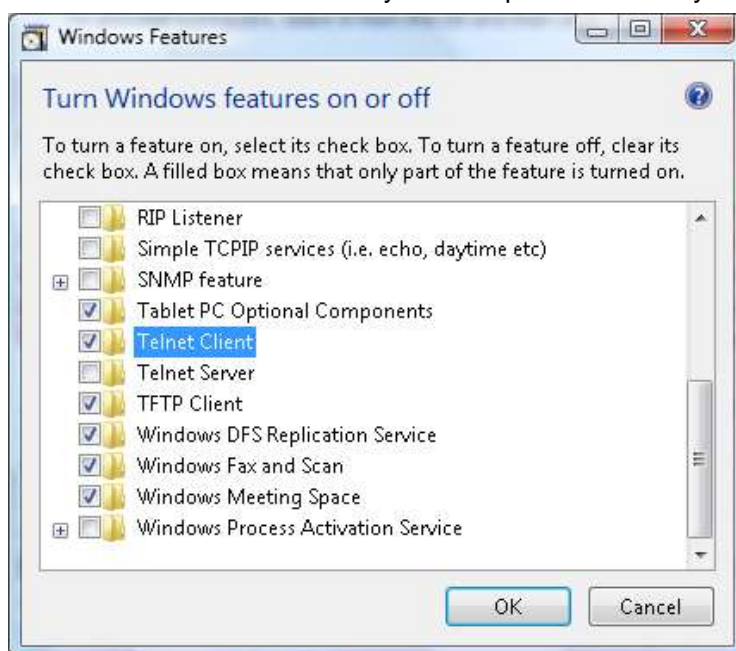 Windows Features
Turn Windows features on or off
To turn a feature on, select its check box. To turn a feature off, clear its
check box. A filled box means that only part of the feature is turned on.
RIP Listener
Simple TCPIP services (i.e. echo, daytime etc)
SNMP feature
Tablet PC Optional Components
Telnet Client
Telnet Server
TFTP Client
Windows DFS Replication Service
Windows Fax and Scan
Windows Meeting Space
Windows Process Activation Service
OK Cancel